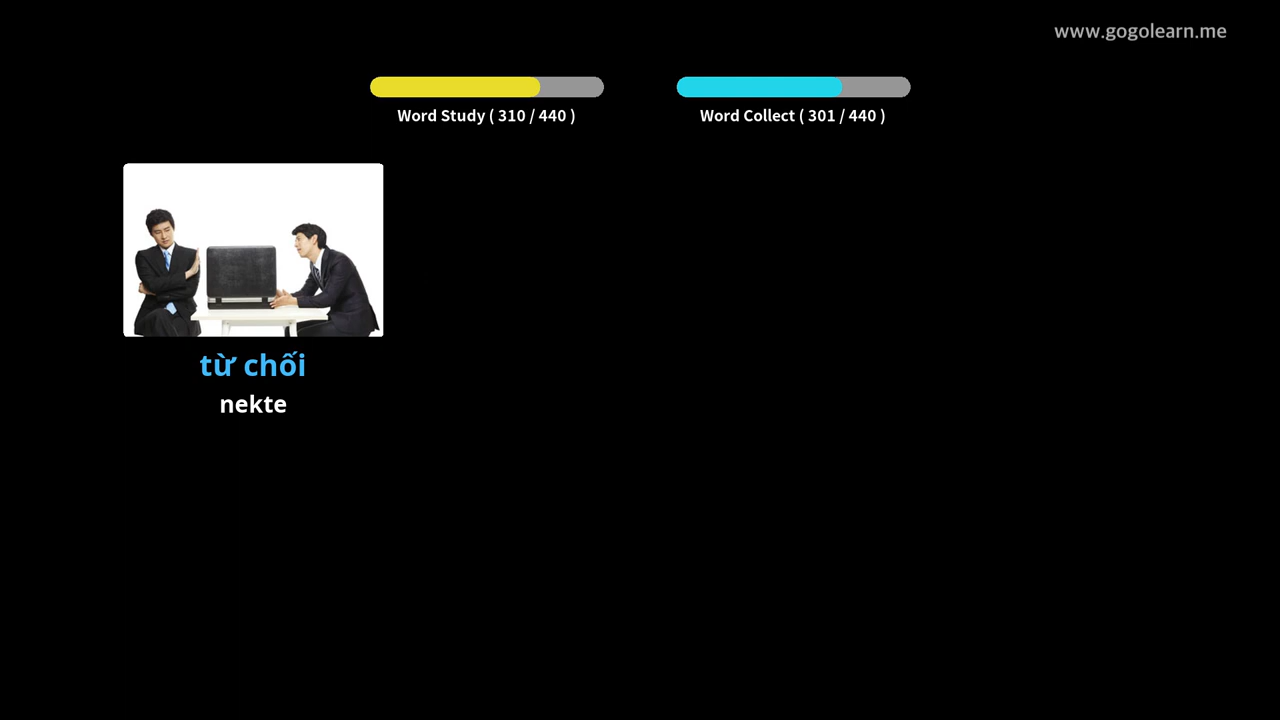 www.gogolearn.me
Word Study ( 310 / 440 )
Word Collect ( 301 / 440 )
từ chối
nekte